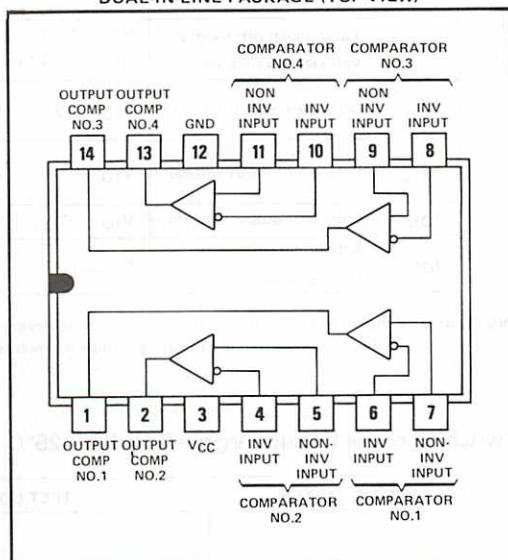 DUAL-IN-LINE PACKAGE (TOP VIEW)
COMPARATOR NO.4
COMPARATOR NO.3
OUTPUT COMP NO.3
OUTPUT COMP NO.4
GND
NON INV INPUT
INV INPUT
NON INV INPUT
INV INPUT
14 13 12 11 10 9 8
1 2 3 4 5 6 7
OUTPUT COMP NO.1
OUTPUT COMP NO.2
VCC
INV INPUT
NON-INV INPUT
INV INPUT
NON-INV INPUT
COMPARATOR NO.2
COMPARATOR NO.1